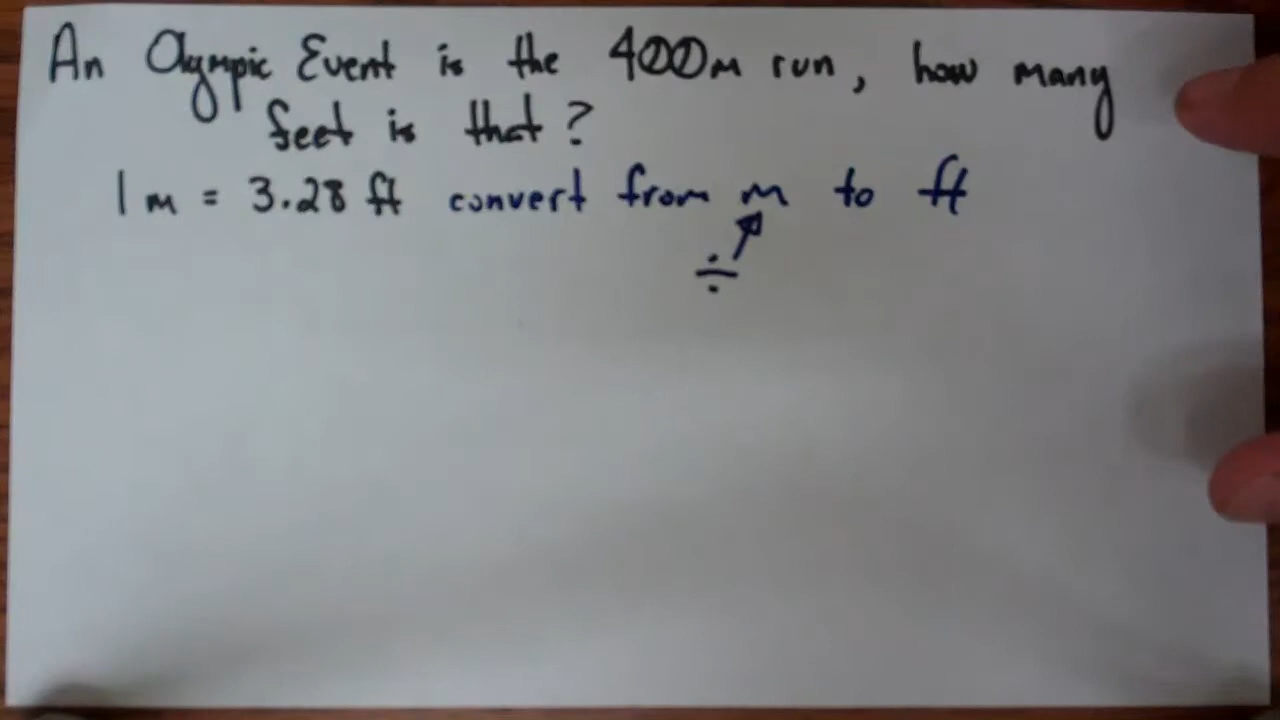 An Olympic Event is the 400m run, how many
feet is that?
1 m = 3.28 ft convert from m to ft
÷